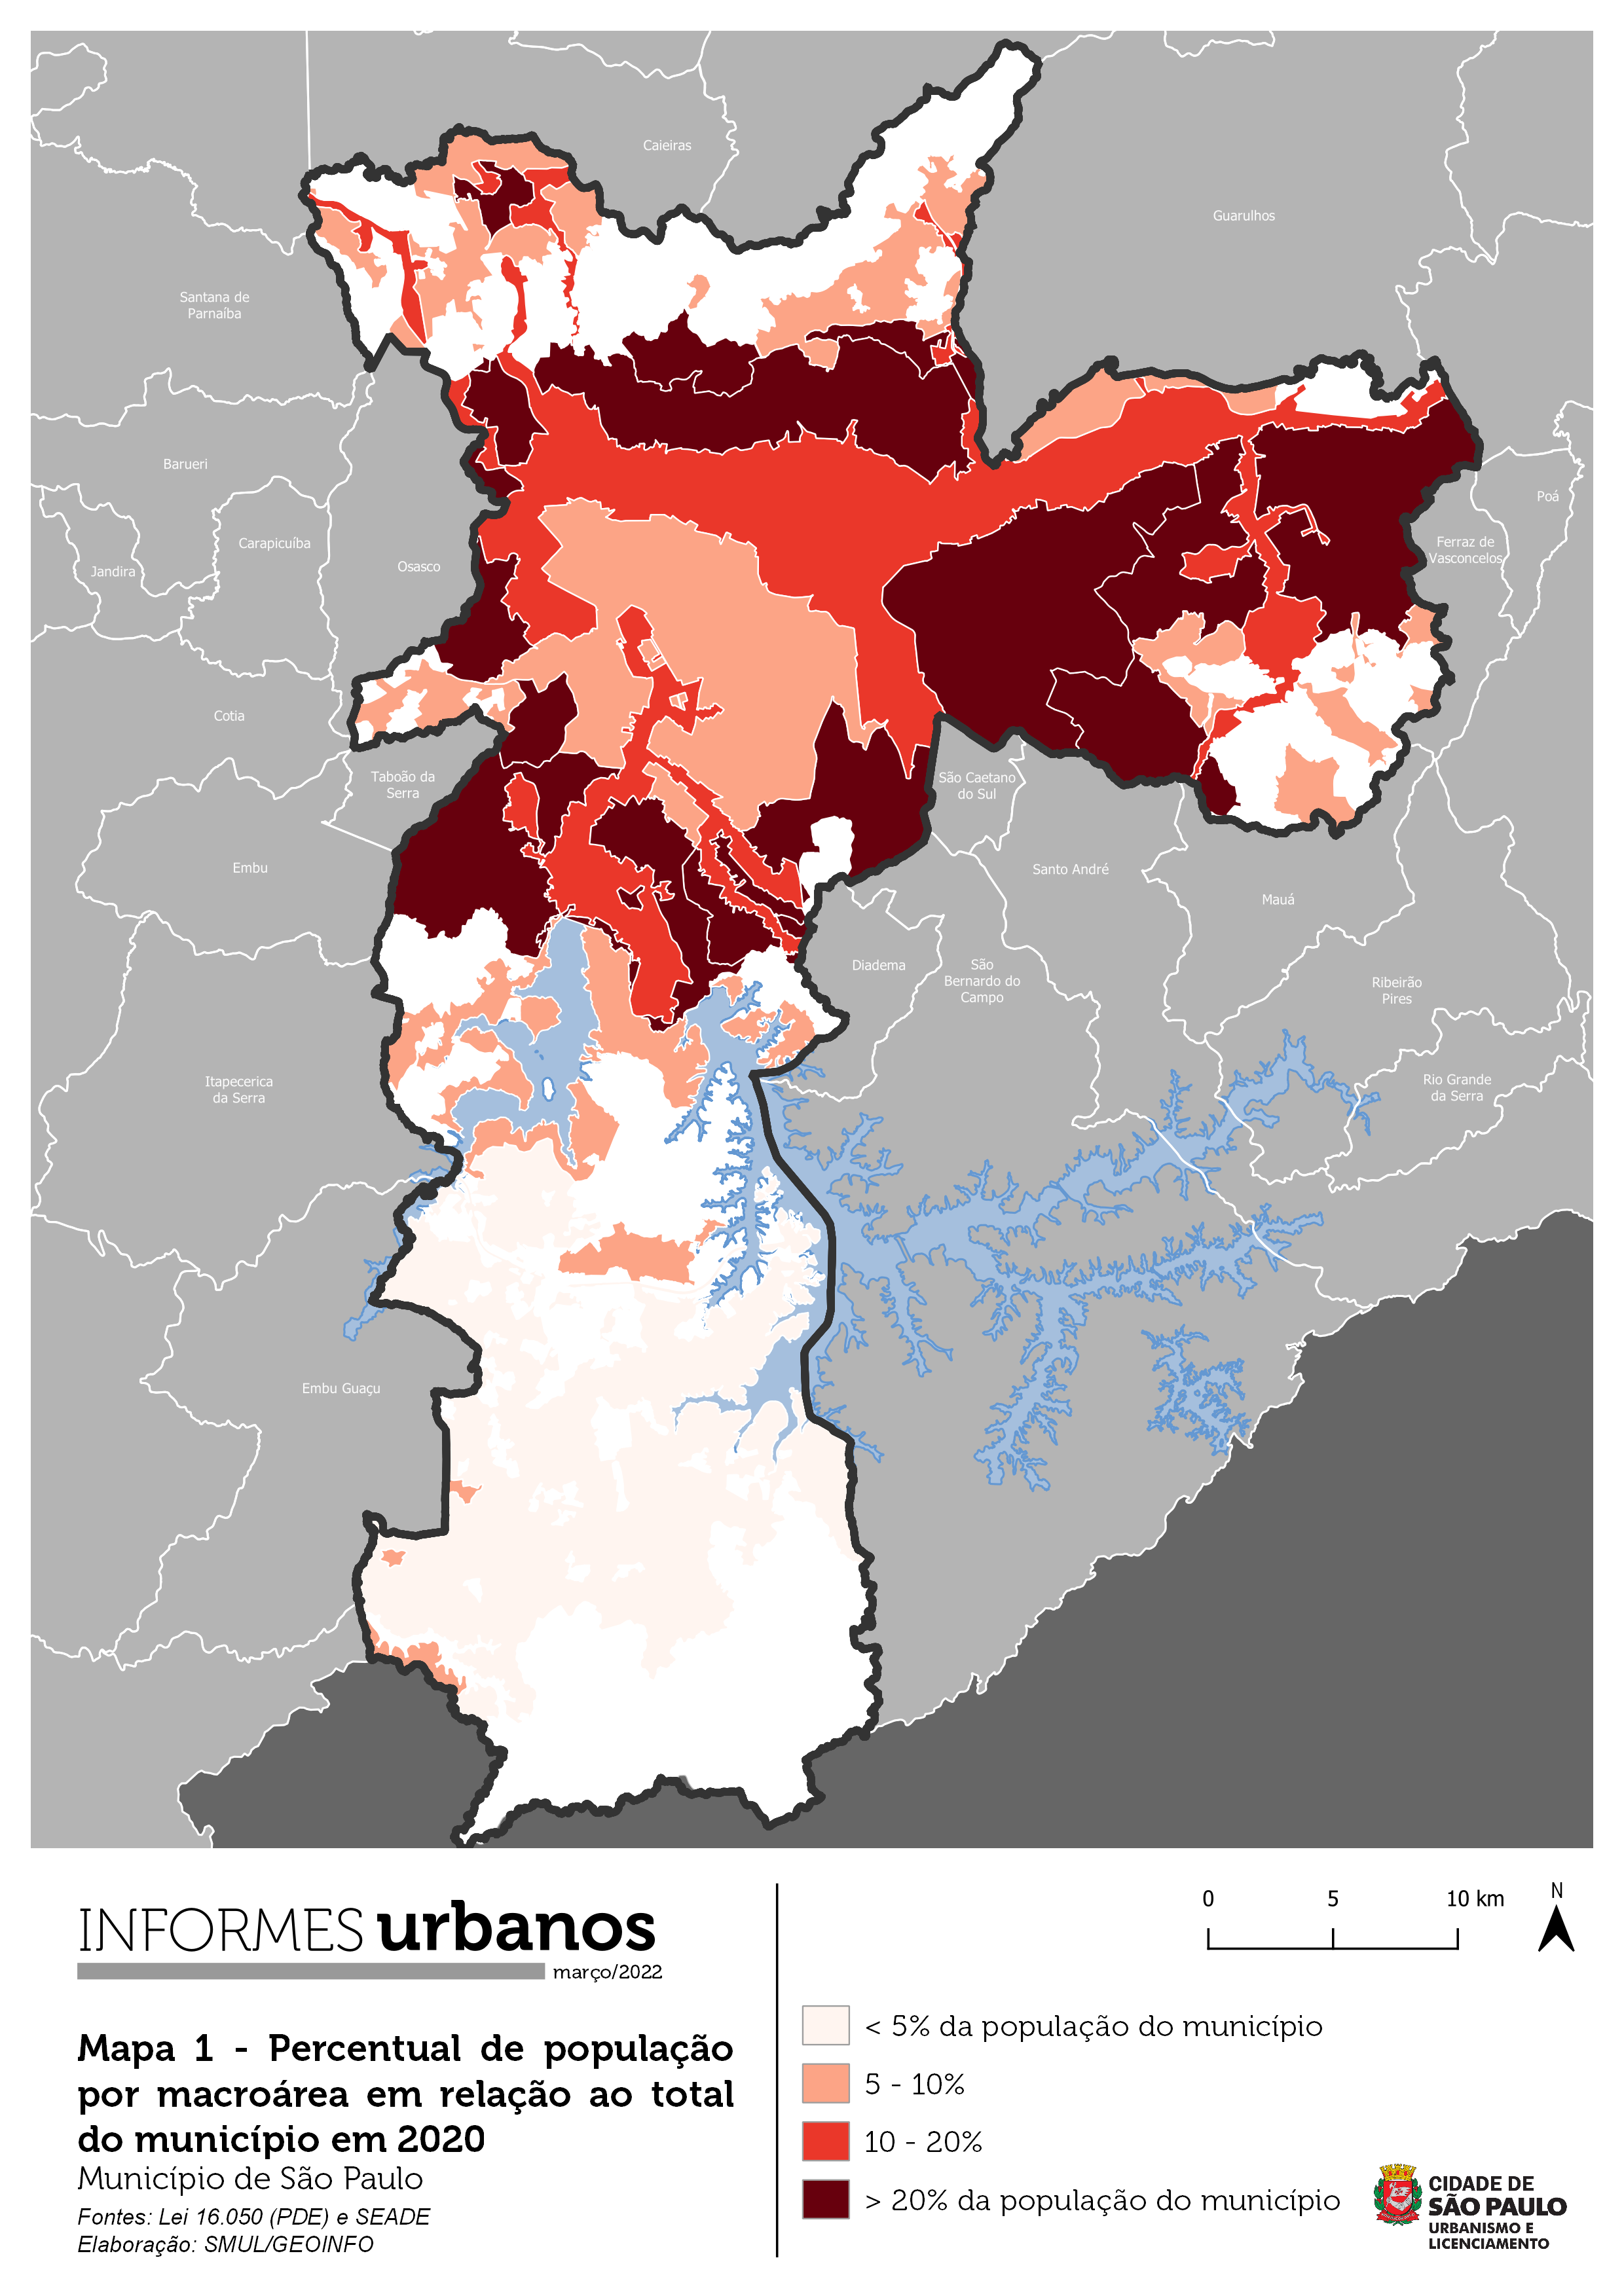 Caieiras
Guarulhos
Santana de
Parnaíba
Barueri
Poá
Carapicuíba
Ferraz de
Vasconcelos
Jandira
Osasco
Cotia
Taboão da
Serra
São Caetano
do Sul
Embu
Santo André
Mauá
Diadema
São
Bernardo do
Campo
Ribeirão
Pires
Itapecerica
da Serra
Rio Grande
da Serra
Embu Guaçu
INFORMES urbanos
março/2022
Mapa 1 - Percentual de população
por macroárea em relação ao total
do município em 2020
Município de São Paulo
Fontes: Lei 16.050 (PDE) e SEADE
Elaboração: SMUL/GEOINFO
0 5 10 km
N
< 5% da população do município
5 - 10%
10 - 20%
> 20% da população do município
CIDADE DE
SÃO PAULO
URBANISMO E
LICENCIAMENTO